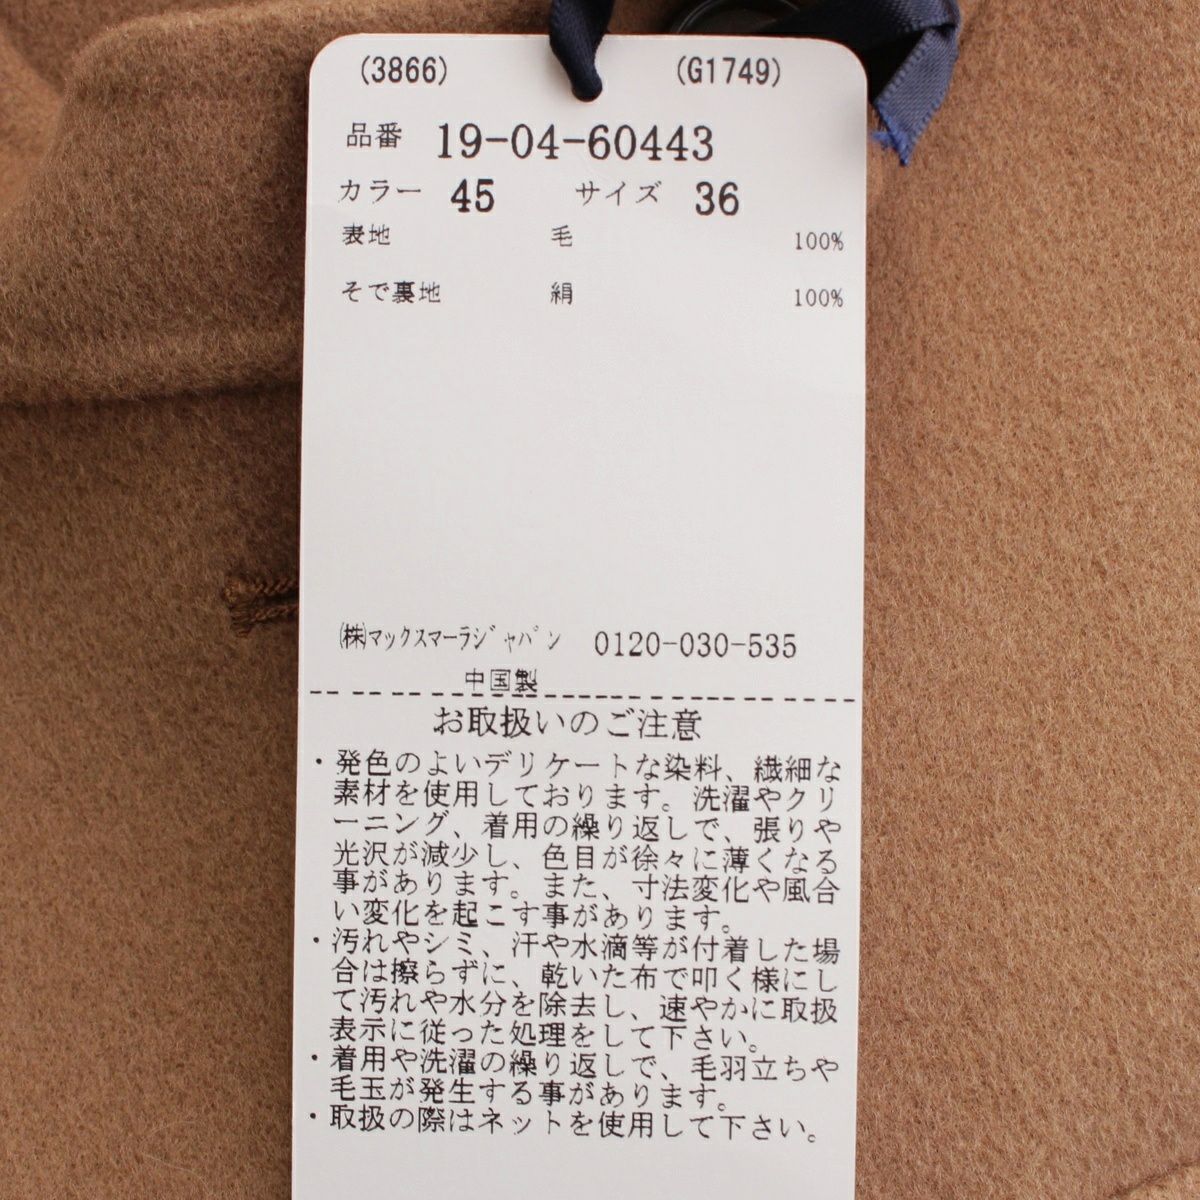 (3866) (G1749)
品番 19-04-60443
カラー 45 サイズ 36
表地 毛 100%
そで裏地 絹 100%
㈱マックスマーラジャパン 0120-030-535
中国製
お取扱いのご注意
・発色のよいデリケートな染料、繊細な
素材を使用しております。洗濯やクリ
ーニング、着用の繰り返しで、張りや
光沢が減少し、色目が徐々に薄くなる
事があります。また、寸法変化や風合
い変化を起こす事があります。
・汚れやシミ、汗や水滴等が付着した場
合は擦らずに、乾いた布で叩く様にし
て汚れや水分を除去し、速やかに取扱
表示に従った処理をして下さい。
・着用や洗濯の繰り返しで、毛羽立ちや
毛玉が発生する事があります。
・取扱の際はネットを使用して下さい。